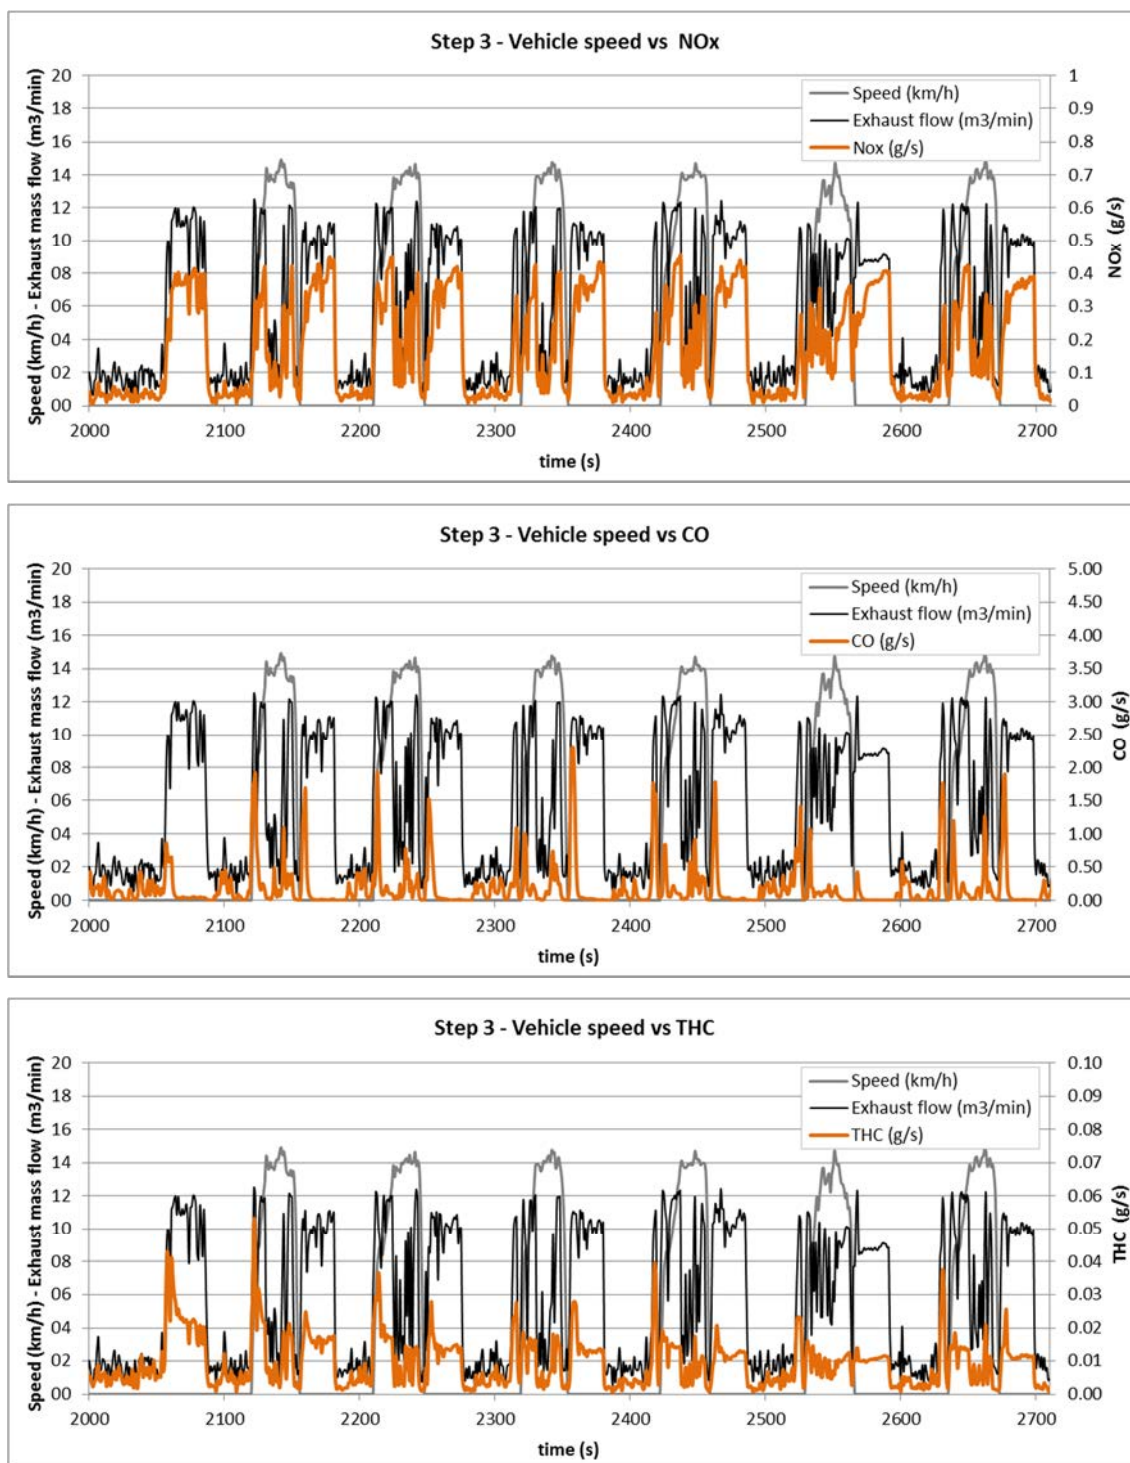 Step 3 - Vehicle speed vs  NOx
Speed (km/h) - Exhaust mass flow (m3/min)
20
18
16
14
12
10
08
06
04
02
00
Speed (km/h)
Exhaust flow (m3/min)
Nox (g/s)
1
0.9
0.8
0.7
0.6
0.5
0.4
0.3
0.2
0.1
0
NOx (g/s)
2000 2100 2200 2300 2400 2500 2600 2700
time (s)
Step 3 - Vehicle speed vs CO
Speed (km/h) - Exhaust mass flow (m3/min)
20
18
16
14
12
10
08
06
04
02
00
Speed (km/h)
Exhaust flow (m3/min)
CO (g/s)
5.00
4.50
4.00
3.50
3.00
2.50
2.00
1.50
1.00
0.50
0.00
CO (g/s)
2000 2100 2200 2300 2400 2500 2600 2700
time (s)
Step 3 - Vehicle speed vs THC
Speed (km/h) - Exhaust mass flow (m3/min)
20
18
16
14
12
10
08
06
04
02
00
Speed (km/h)
Exhaust flow (m3/min)
THC (g/s)
0.10
0.09
0.08
0.07
0.06
0.05
0.04
0.03
0.02
0.01
0.00
THC (g/s)
2000 2100 2200 2300 2400 2500 2600 2700
time (s)